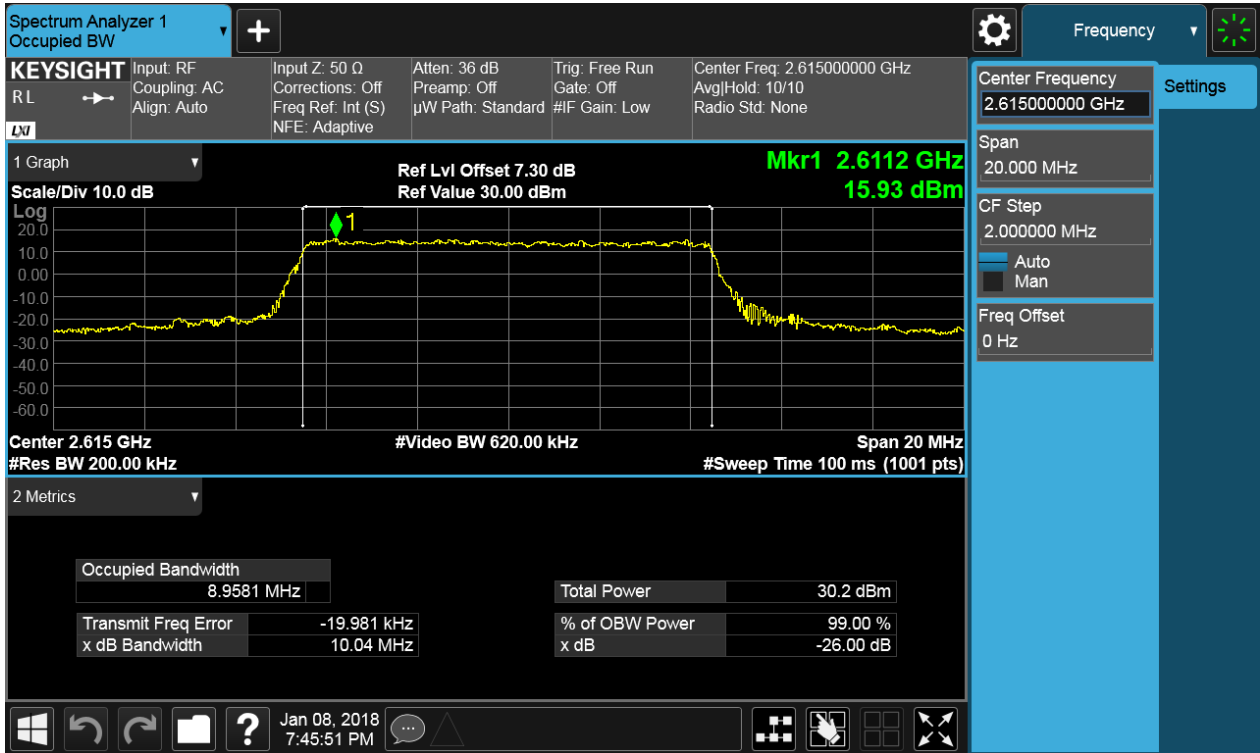 Spectrum Analyzer 1
Occupied BW
+
Frequency
KEYSIGHT
RL
LXI
Input: RF
Coupling: AC
Align: Auto
Input Z: 50 Ω
Corrections: Off
Freq Ref: Int (S)
NFE: Adaptive
Atten: 36 dB
Preamp: Off
µW Path: Standard
Trig: Free Run
Gate: Off
#IF Gain: Low
Center Freq: 2.615000000 GHz
Avg|Hold: 10/10
Radio Std: None
Center Frequency
2.615000000 GHz
Settings
Span
20.000 MHz
CF Step
2.000000 MHz
Auto
Man
Freq Offset
0 Hz
1 Graph
Scale/Div 10.0 dB
Ref Lvl Offset 7.30 dB
Ref Value 30.00 dBm
Mkr1 2.6112 GHz
15.93 dBm
Log
1
20.0
10.0
0.00
-10.0
-20.0
-30.0
-40.0
-50.0
-60.0
Center 2.615 GHz
#Video BW 620.00 kHz
Span 20 MHz
#Res BW 200.00 kHz
#Sweep Time 100 ms (1001 pts)
2 Metrics
Occupied Bandwidth
8.9581 MHz
Total Power 30.2 dBm
Transmit Freq Error -19.981 kHz
% of OBW Power 99.00 %
x dB Bandwidth 10.04 MHz
x dB -26.00 dB
?
Jan 08, 2018
7:45:51 PM